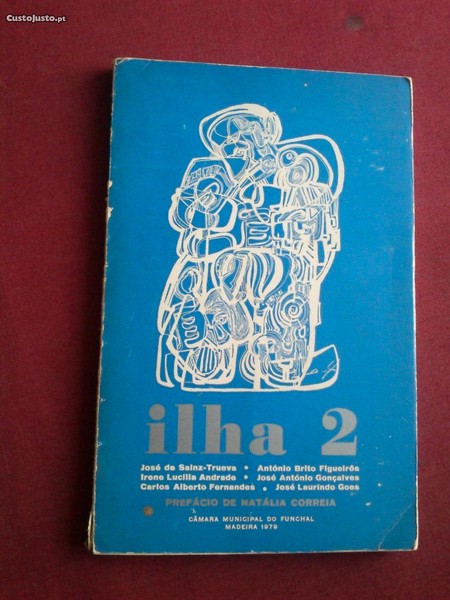 CustoJusto.pt
ilha 2
José de Sainz-Trueva • António Brito Figueirôa
Irene Lucília Andrade • José António Gonçalves
Carlos Alberto Fernandes • José Laurindo Goes
PREFÁCIO DE NATÁLIA CORREIA
CÂMARA MUNICIPAL DO FUNCHAL
MADEIRA 1979